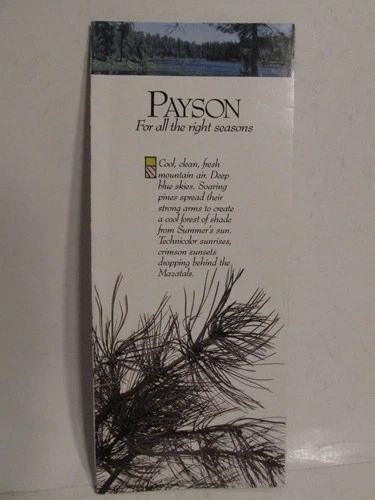 PAYSON
For all the right seasons
Cool, clean, fresh
mountain air. Deep
blue skies. Soaring
pines spread their
strong arms to create
a cool forest of shade
from Summer's sun.
Technicolor sunrises,
crimson sunsets
dropping behind the
Mazatals.